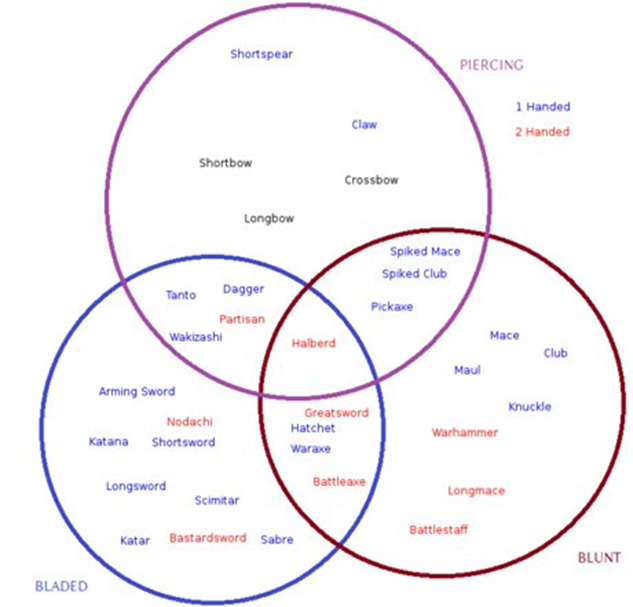 Shortspear
PIERCING
1 Handed
Claw
2 Handed
Shortbow
Crossbow
Longbow
Spiked Mace
Spiked Club
Dagger
Tanto
Pickaxe
Partisan
Wakizashi
Halberd
Mace
Club
Maul
Arming Sword
Knuckle
Greatsword
Nodachi
Hatchet
Warhammer
Katana
Shortsword
Waraxe
Battleaxe
Longsword
Longmace
Scimitar
Battlestaff
Katar
Bastardsword
Sabre
BLUNT
BLADED